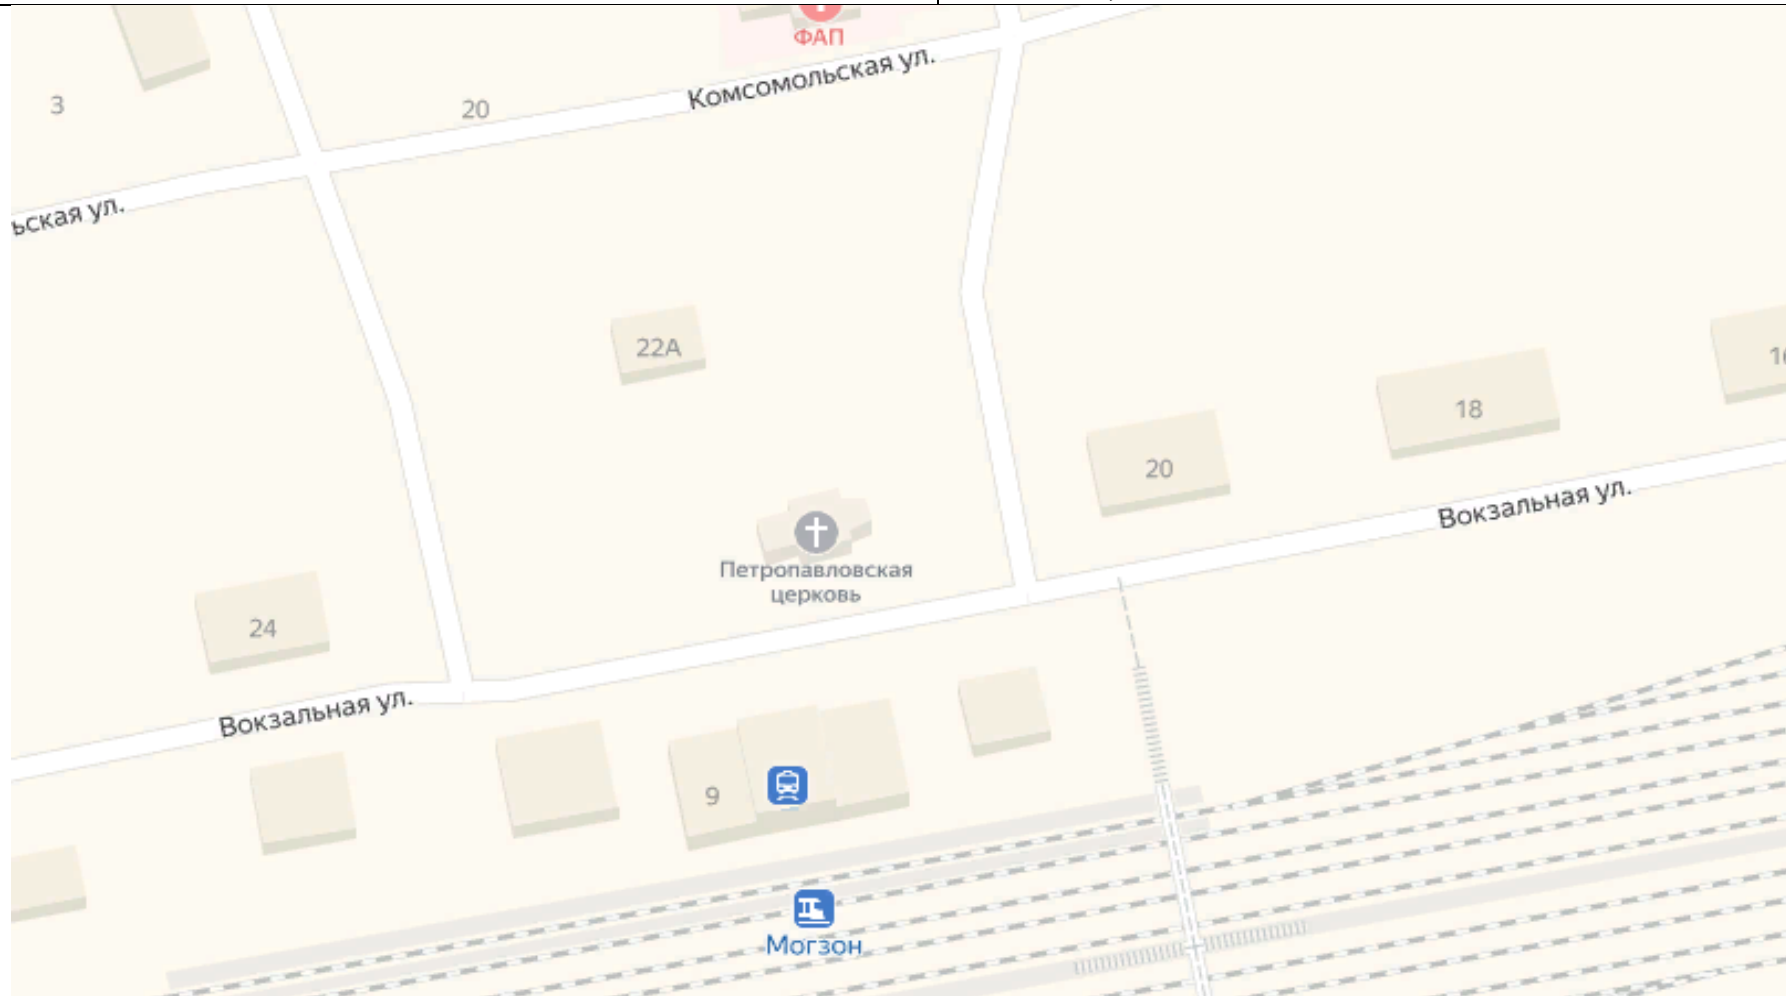 ФАП
Комсомольская ул.
3
20
ьская ул.
22А
18
20
Вокзальная ул.
Петропавловская
церковь
24
Вокзальная ул.
9
Могзон